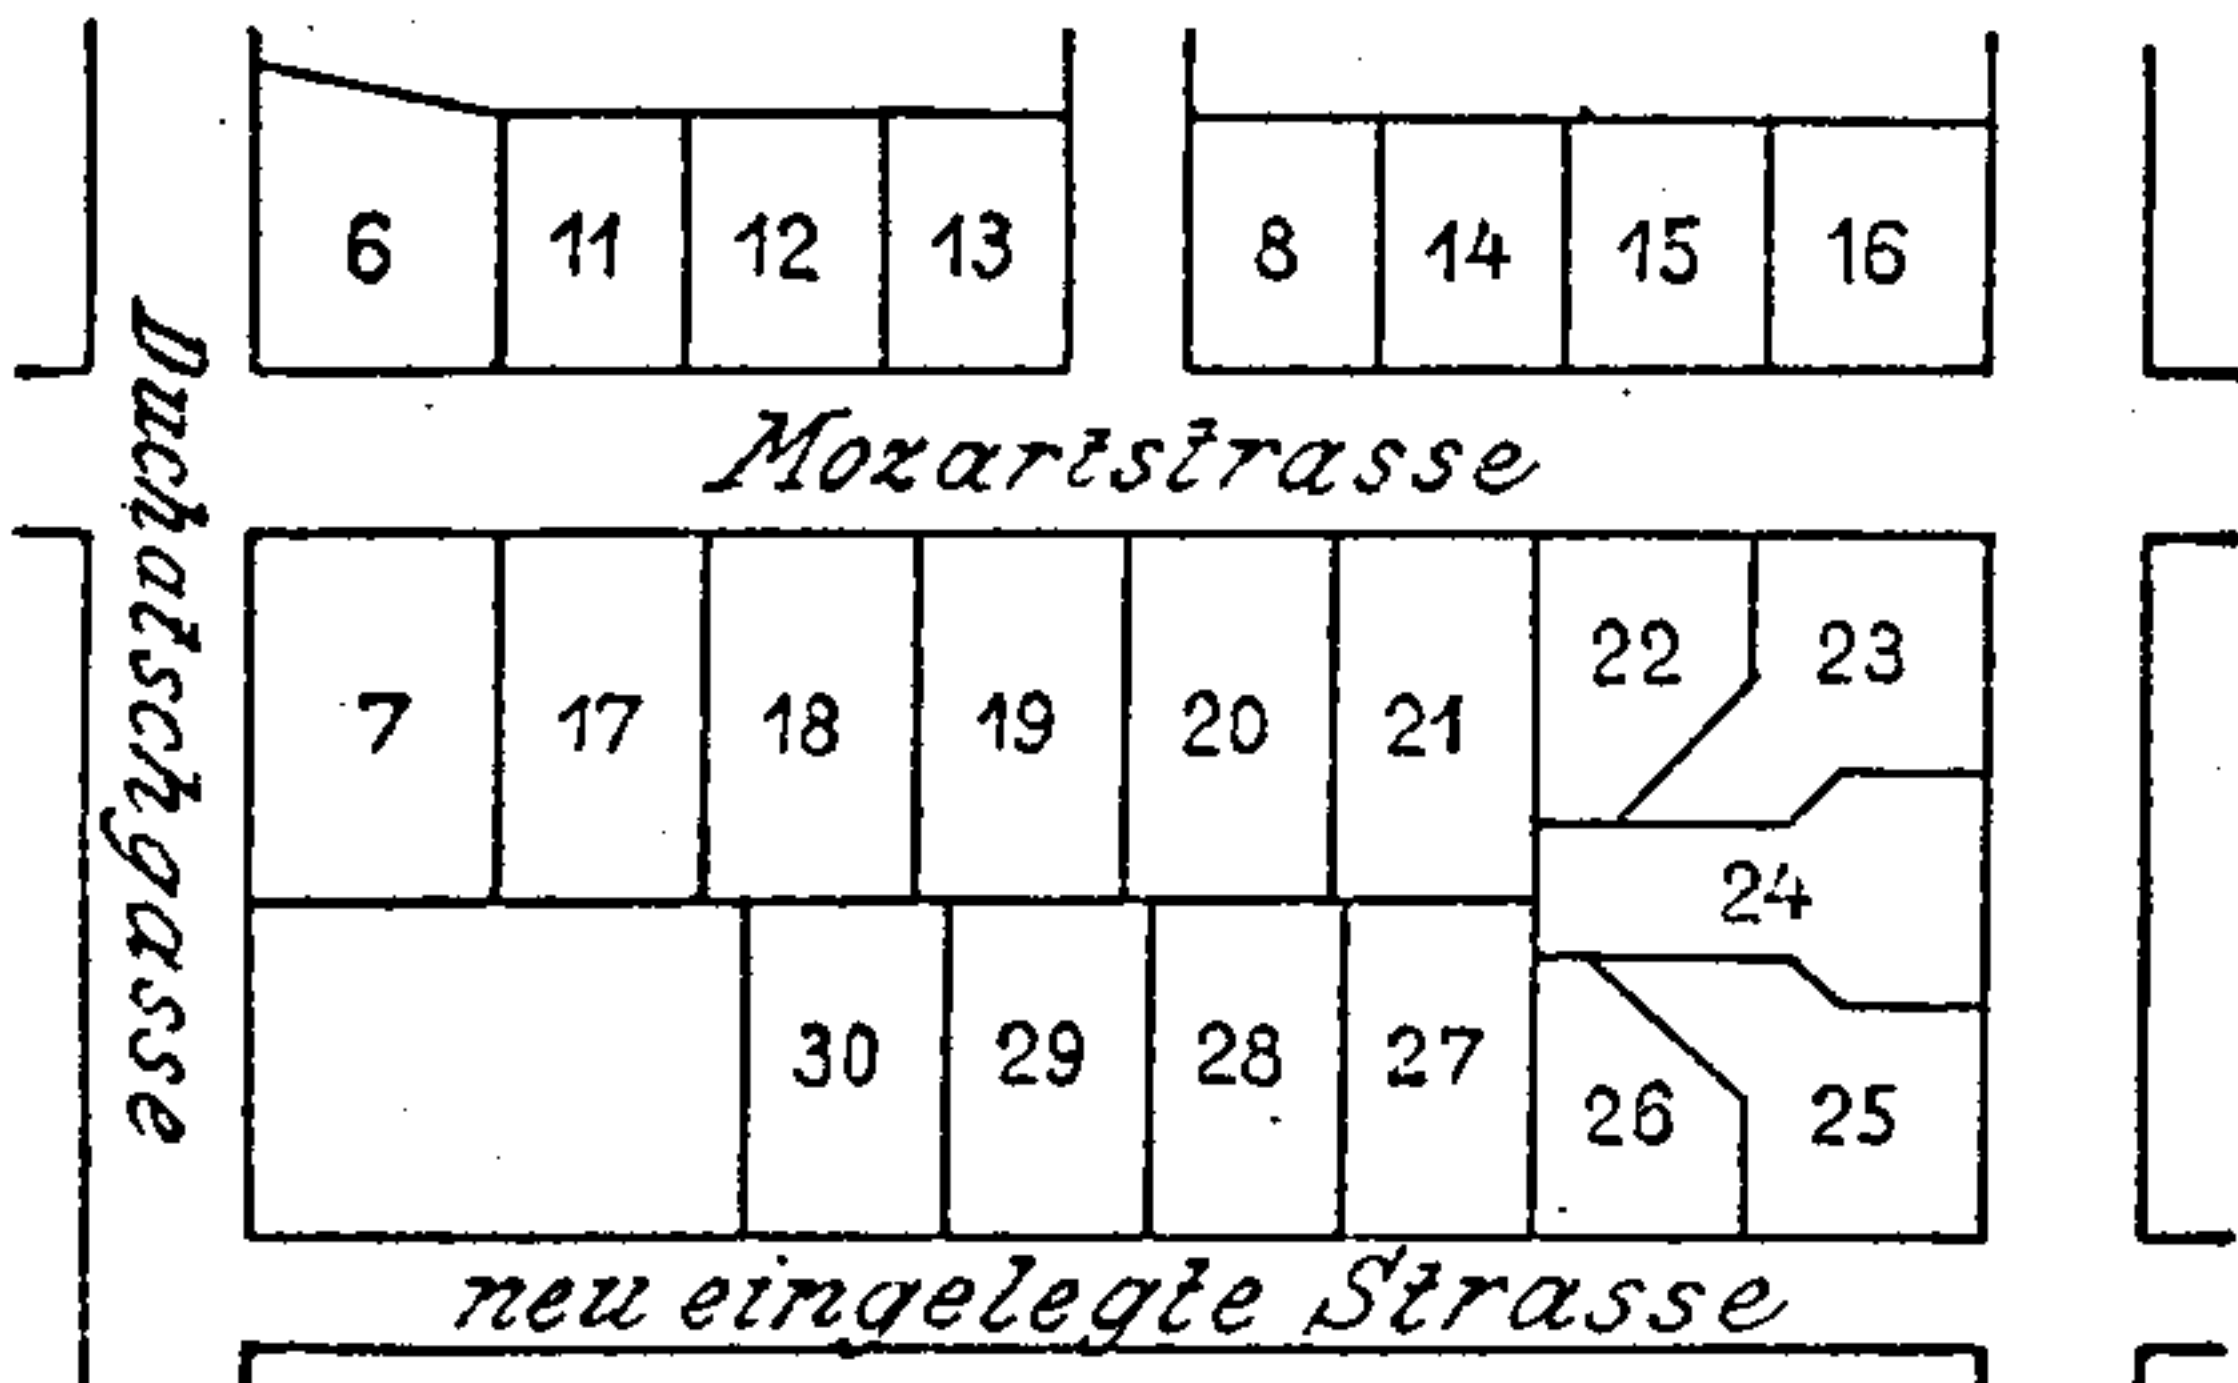 6 11 12 13 8 14 15 16
Mozartstrasse
Duchatschgasse
22 23
7 17 18 19 20 21
24
30 29 28 27
26 25
neu eingelegte Strasse